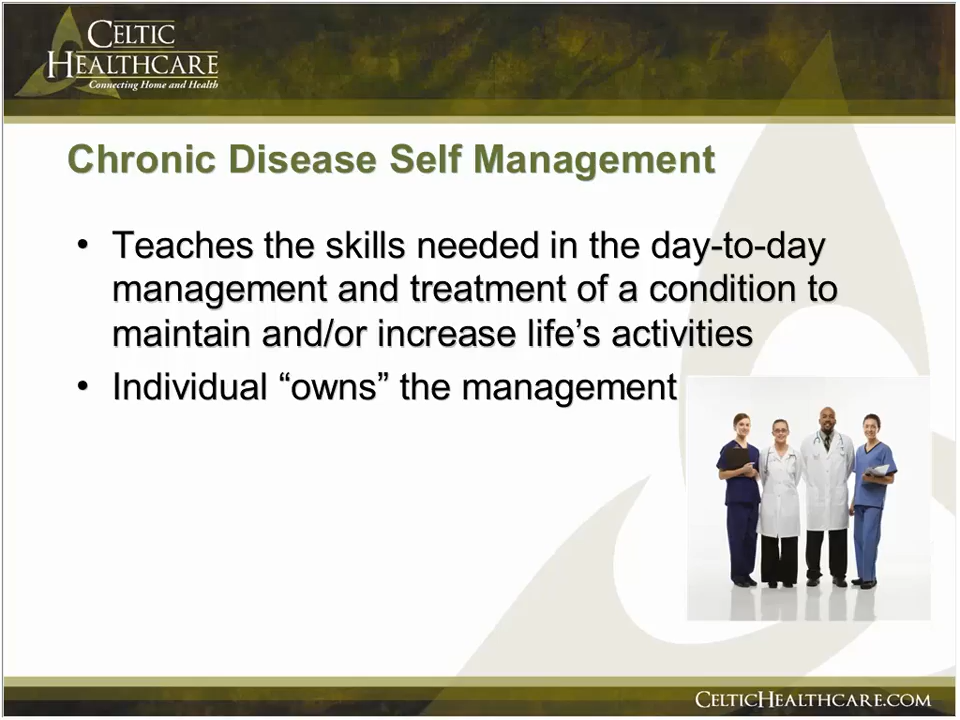 CELTIC
HEALTHCARE
Connecting Home and Health
Chronic Disease Self Management
• Teaches the skills needed in the day-to-day
management and treatment of a condition to
maintain and/or increase life’s activities
• Individual “owns” the management
CELTICHEALTHCARE.COM